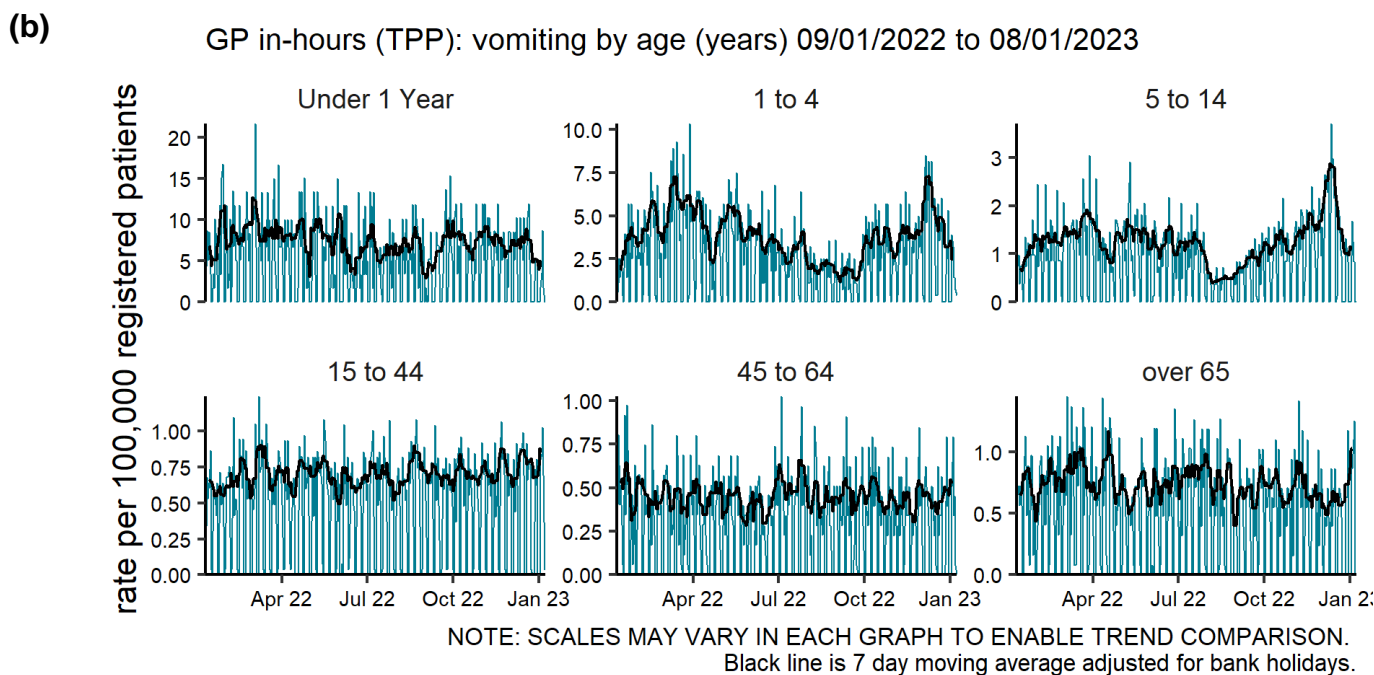 (b)
GP in-hours (TPP): vomiting by age (years) 09/01/2022 to 08/01/2023
rate per 100,000 registered patients
Under 1 Year
20
15
10
5
0
1 to 4
10.0
7.5
5.0
2.5
0.0
5 to 14
3
2
1
0
15 to 44
1.00
0.75
0.50
0.25
0.00
Apr 22 Jul 22 Oct 22 Jan 23
45 to 64
1.00
0.75
0.50
0.25
0.00
Apr 22 Jul 22 Oct 22 Jan 23
over 65
1.0
0.5
0.0
Apr 22 Jul 22 Oct 22 Jan 23
NOTE: SCALES MAY VARY IN EACH GRAPH TO ENABLE TREND COMPARISON.
Black line is 7 day moving average adjusted for bank holidays.